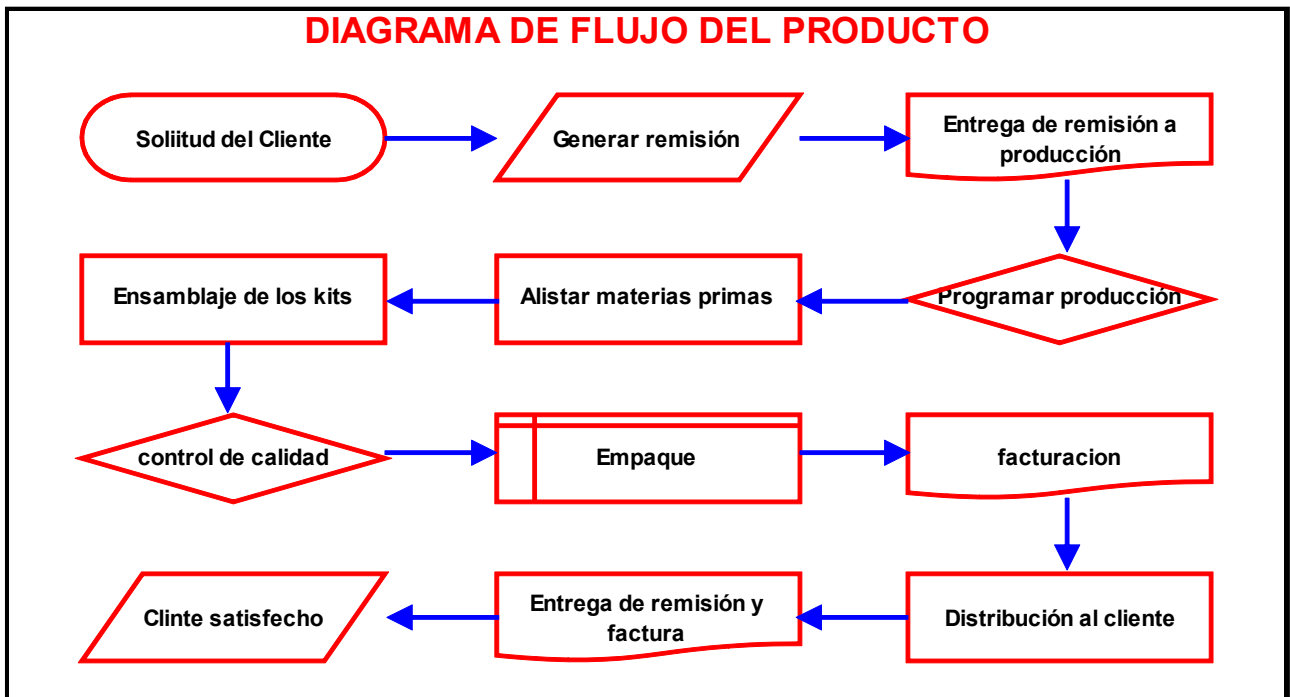 DIAGRAMA DE FLUJO DEL PRODUCTO
Soliitud del Cliente
Generar remisión
Entrega de remisión a
producción
Programar producción
Alistar materias primas
Ensamblaje de los kits
control de calidad
Empaque
facturacion
Distribución al cliente
Entrega de remisión y
factura
Clinte satisfecho